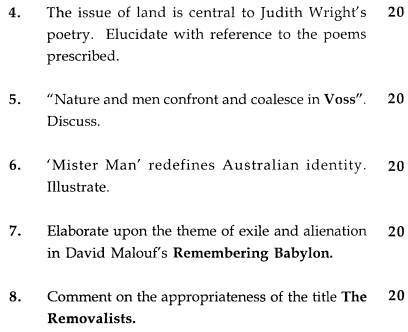 4. The issue of land is central to Judith Wright's 20
poetry. Elucidate with reference to the poems
prescribed.
5. "Nature and men confront and coalesce in Voss". 20
Discuss.
6. 'Mister Man' redefines Australian identity. 20
Illustrate.
7. Elaborate upon the theme of exile and alienation 20
in David Malouf's Remembering Babylon.
8. Comment on the appropriateness of the title The 20
Removalists.